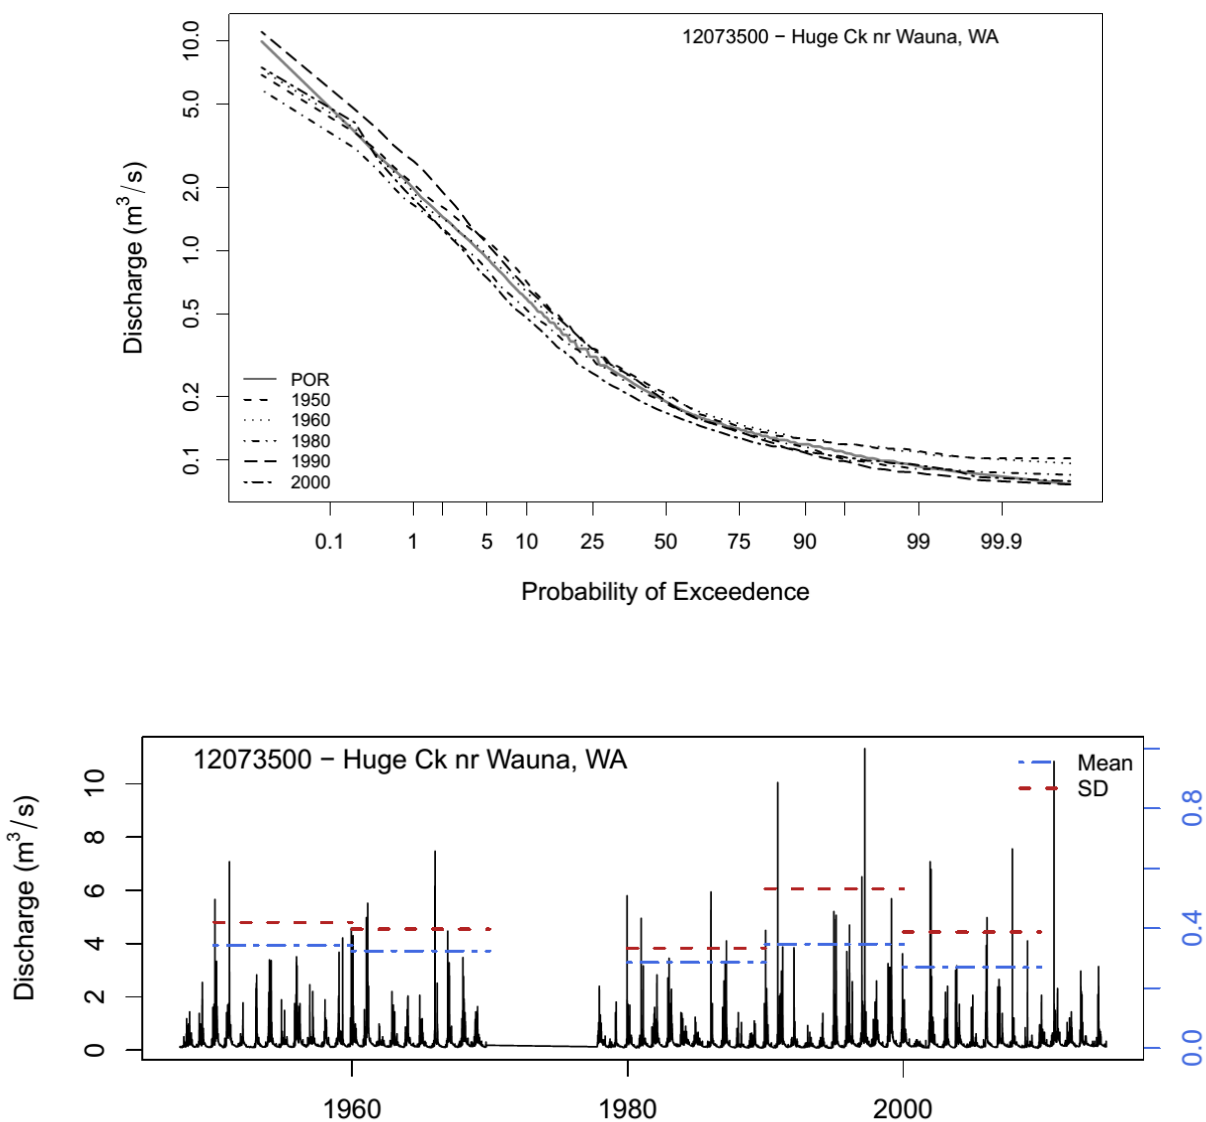 12073500 − Huge Ck nr Wauna, WA
Discharge (m3/s)
10.0
5.0
2.0
1.0
0.5
0.2
0.1
POR
1950
1960
1980
1990
2000
0.1 1 5 10 25 50 75 90 99 99.9
Probability of Exceedence
12073500 − Huge Ck nr Wauna, WA
Mean
SD
Discharge (m3/s)
10
8
6
4
2
0
0.8
0.4
0.0
1960 1980 2000